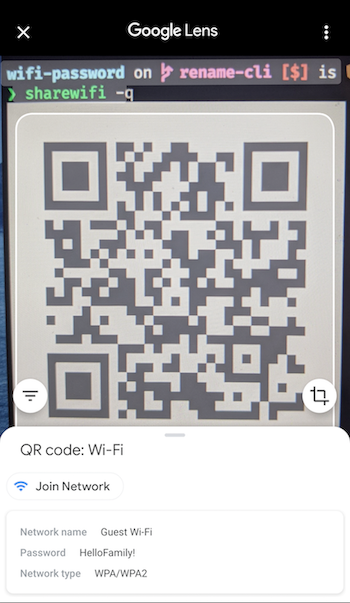 Google Lens
wifi-password on rename-cli [$] is
❯ sharewifi -q
QR code: Wi-Fi
Join Network
Network name Guest Wi-Fi
Password HelloFamily!
Network type WPA/WPA2